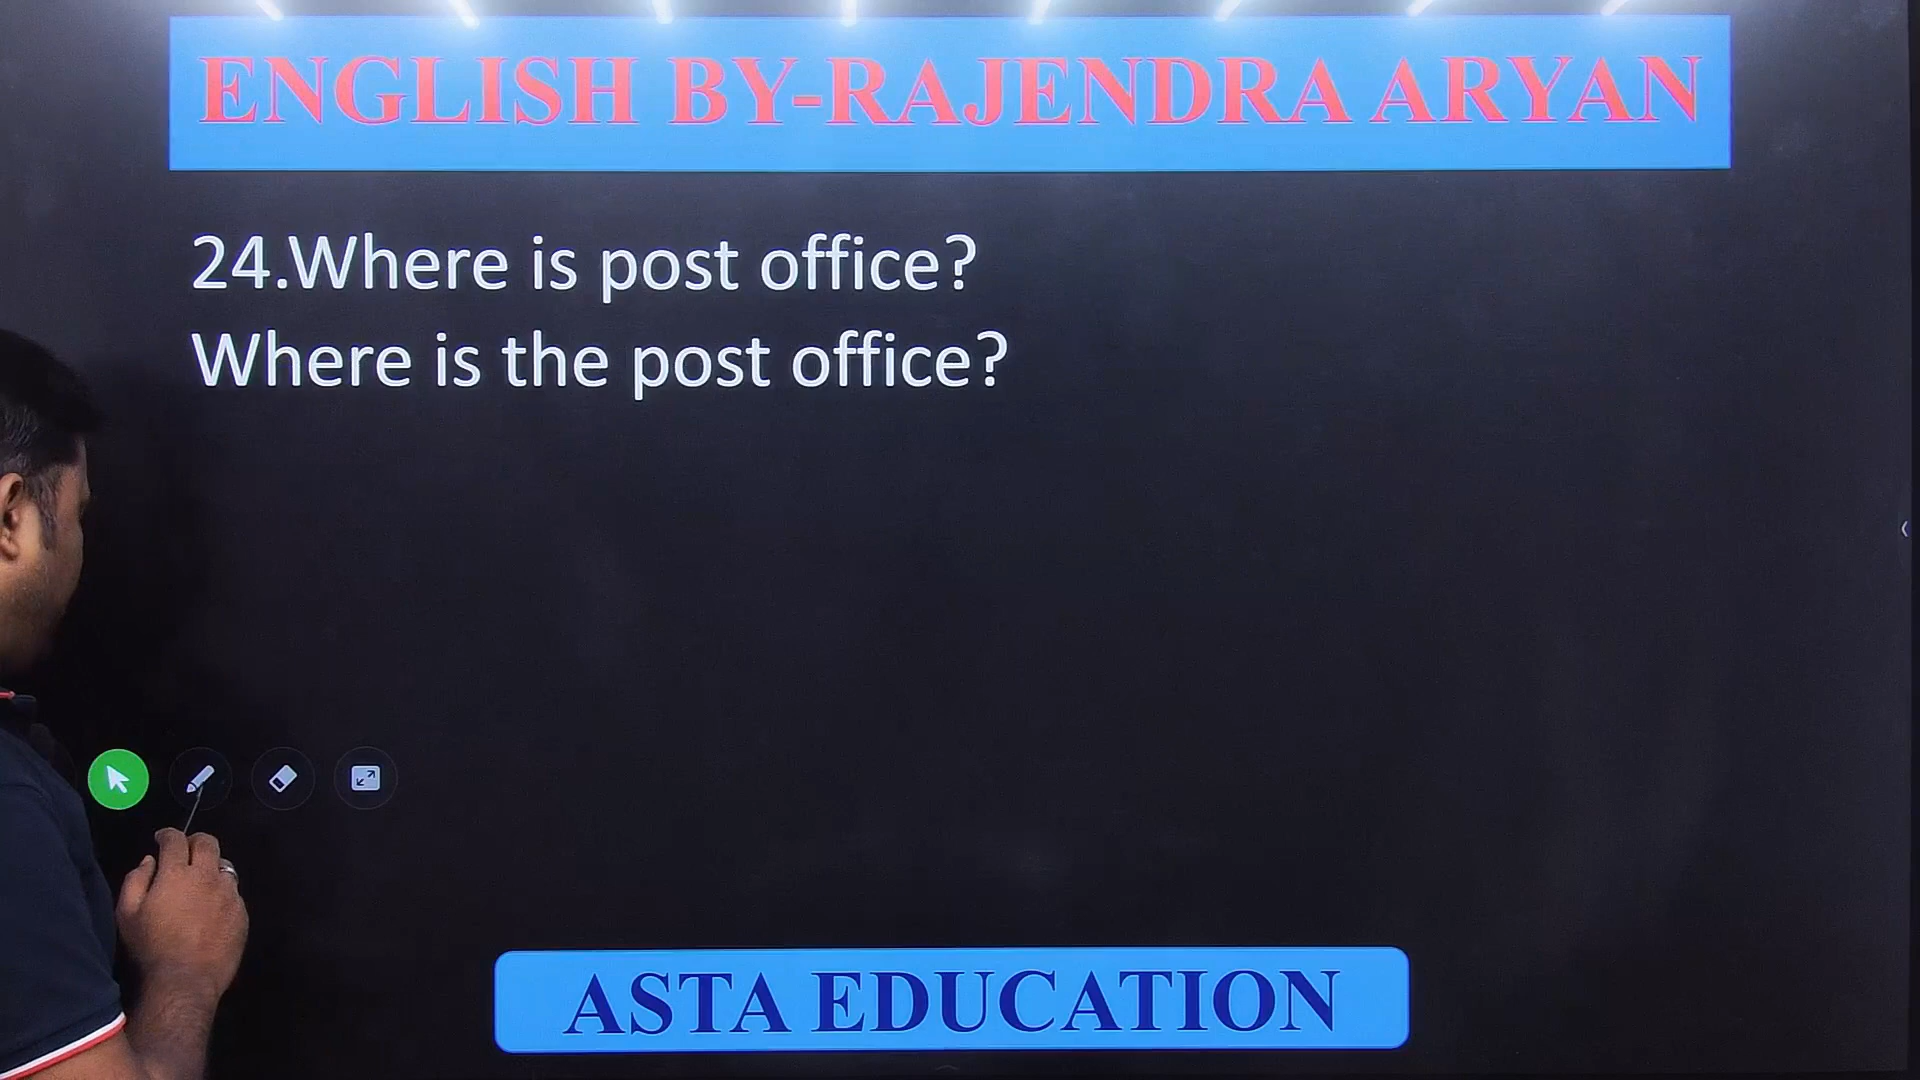 ENGLISH BY-RAJENDRA ARYAN
24.Where is post office?
Where is the post office?
ASTA EDUCATION